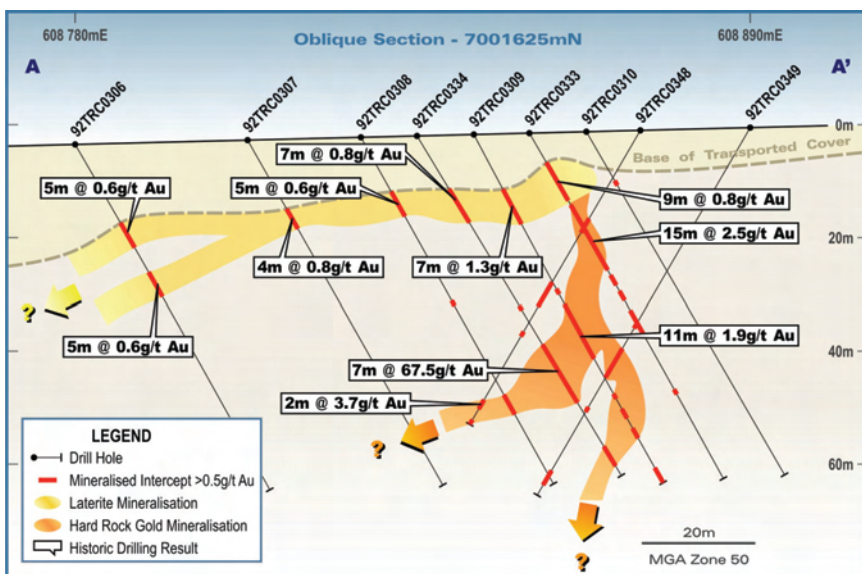 608 780mE
608 890mE
Oblique Section - 7001625mN
A
A'
92TRC0306
92TRC0307
92TRC0308
92TRC0334
92TRC0309
92TRC0333
92TRC0310
92TRC0348
92TRC0349
0m
Base of Transported Cover
7m @ 0.8g/t Au
5m @ 0.6g/t Au
5m @ 0.6g/t Au
9m @ 0.8g/t Au
15m @ 2.5g/t Au
20m
4m @ 0.8g/t Au
7m @ 1.3g/t Au
?
5m @ 0.6g/t Au
11m @ 1.9g/t Au
40m
7m @ 67.5g/t Au
2m @ 3.7g/t Au
?
60m
LEGEND
Drill Hole
Mineralised Intercept >0.5g/t Au
Laterite Mineralisation
Hard Rock Gold Mineralisation
Historic Drilling Result
20m
MGA Zone 50
?